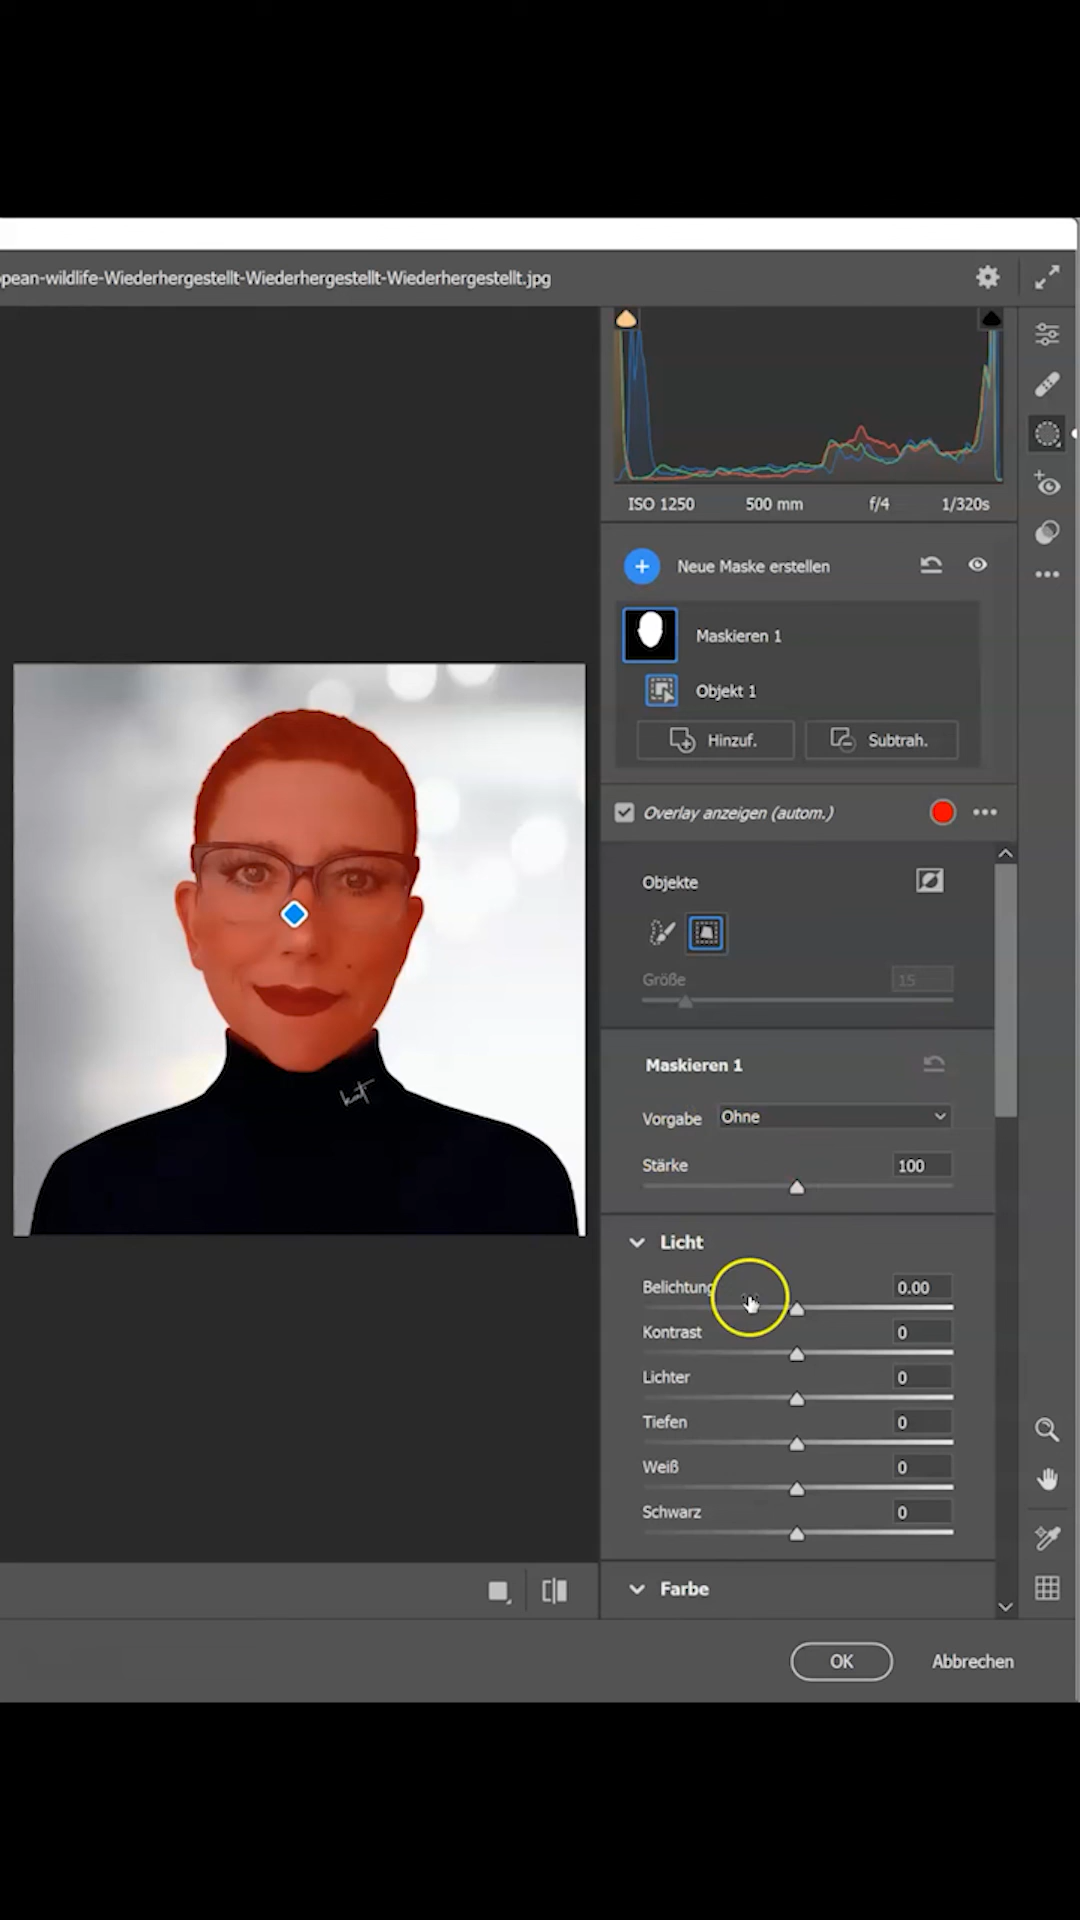 pean-wildlife-Wiederhergestellt-Wiederhergestellt-Wiederhergestellt.jpg
ISO 1250 500 mm f/4 1/320s
Neue Maske erstellen
Maskieren 1
Objekt 1
Hinzuf. Subtrah.
Overlay anzeigen (autom.)
Objekte
Größe 15
Maskieren 1
Vorgabe Ohne
Stärke 100
Licht
Belichtung 0.00
Kontrast 0
Lichter 0
Tiefen 0
Weiß 0
Schwarz 0
Farbe
OK Abbrechen
kat